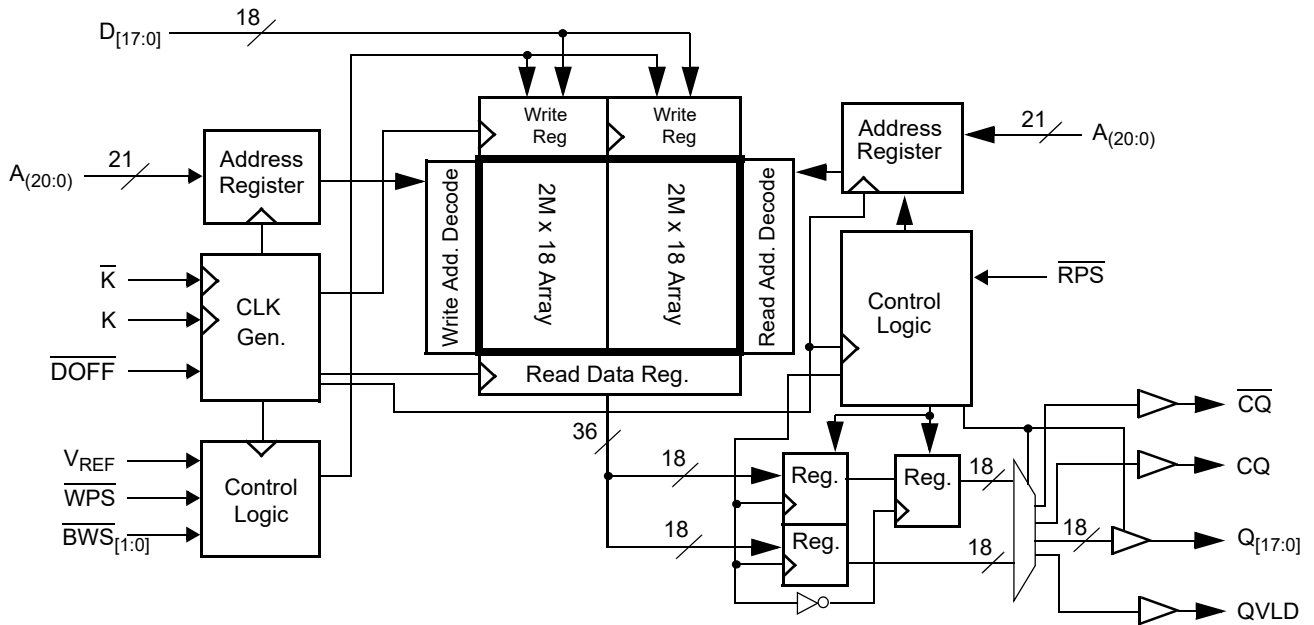 D[17:0]
18
Write
Reg
Write
Reg
Address
Register
21
A(20:0)
A(20:0)
21
Address
Register
Write Add. Decode
2M x 18 Array
2M x 18 Array
Read Add. Decode
K
K
DOFF
CLK
Gen.
Control
Logic
RPS
Read Data Reg.
36
VREF
WPS
BWS[1:0]
Control
Logic
18
Reg.
Reg.
18
18
Reg.
18
18
CQ
CQ
Q[17:0]
QVLD